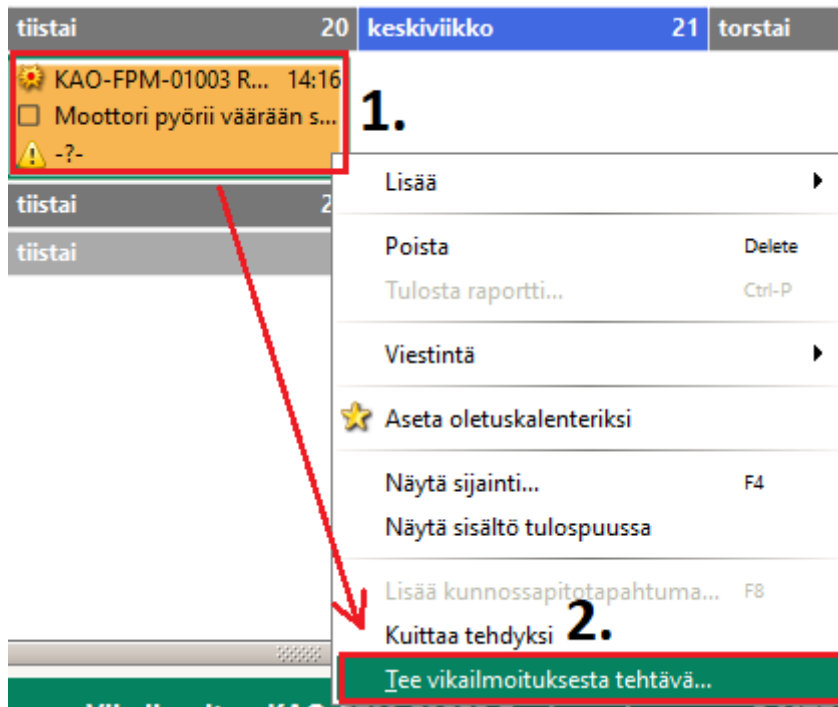 tiistai 20 keskiviikko 21 torstai
KAO-FPM-01003 R... 14:16
Moottori pyörii väärään s...
-?-
1.
tiistai
tiistai
Lisää
Poista Delete
Tulosta raportti... Ctrl-P
Viestintä
Aseta oletuskalenteriksi
Näytä sijainti... F4
Näytä sisältö tulospuussa
Lisää kunnossapitotapahtuma... F8
Kuittaa tehdyksi 2.
Tee vikailmoituksesta tehtävä...